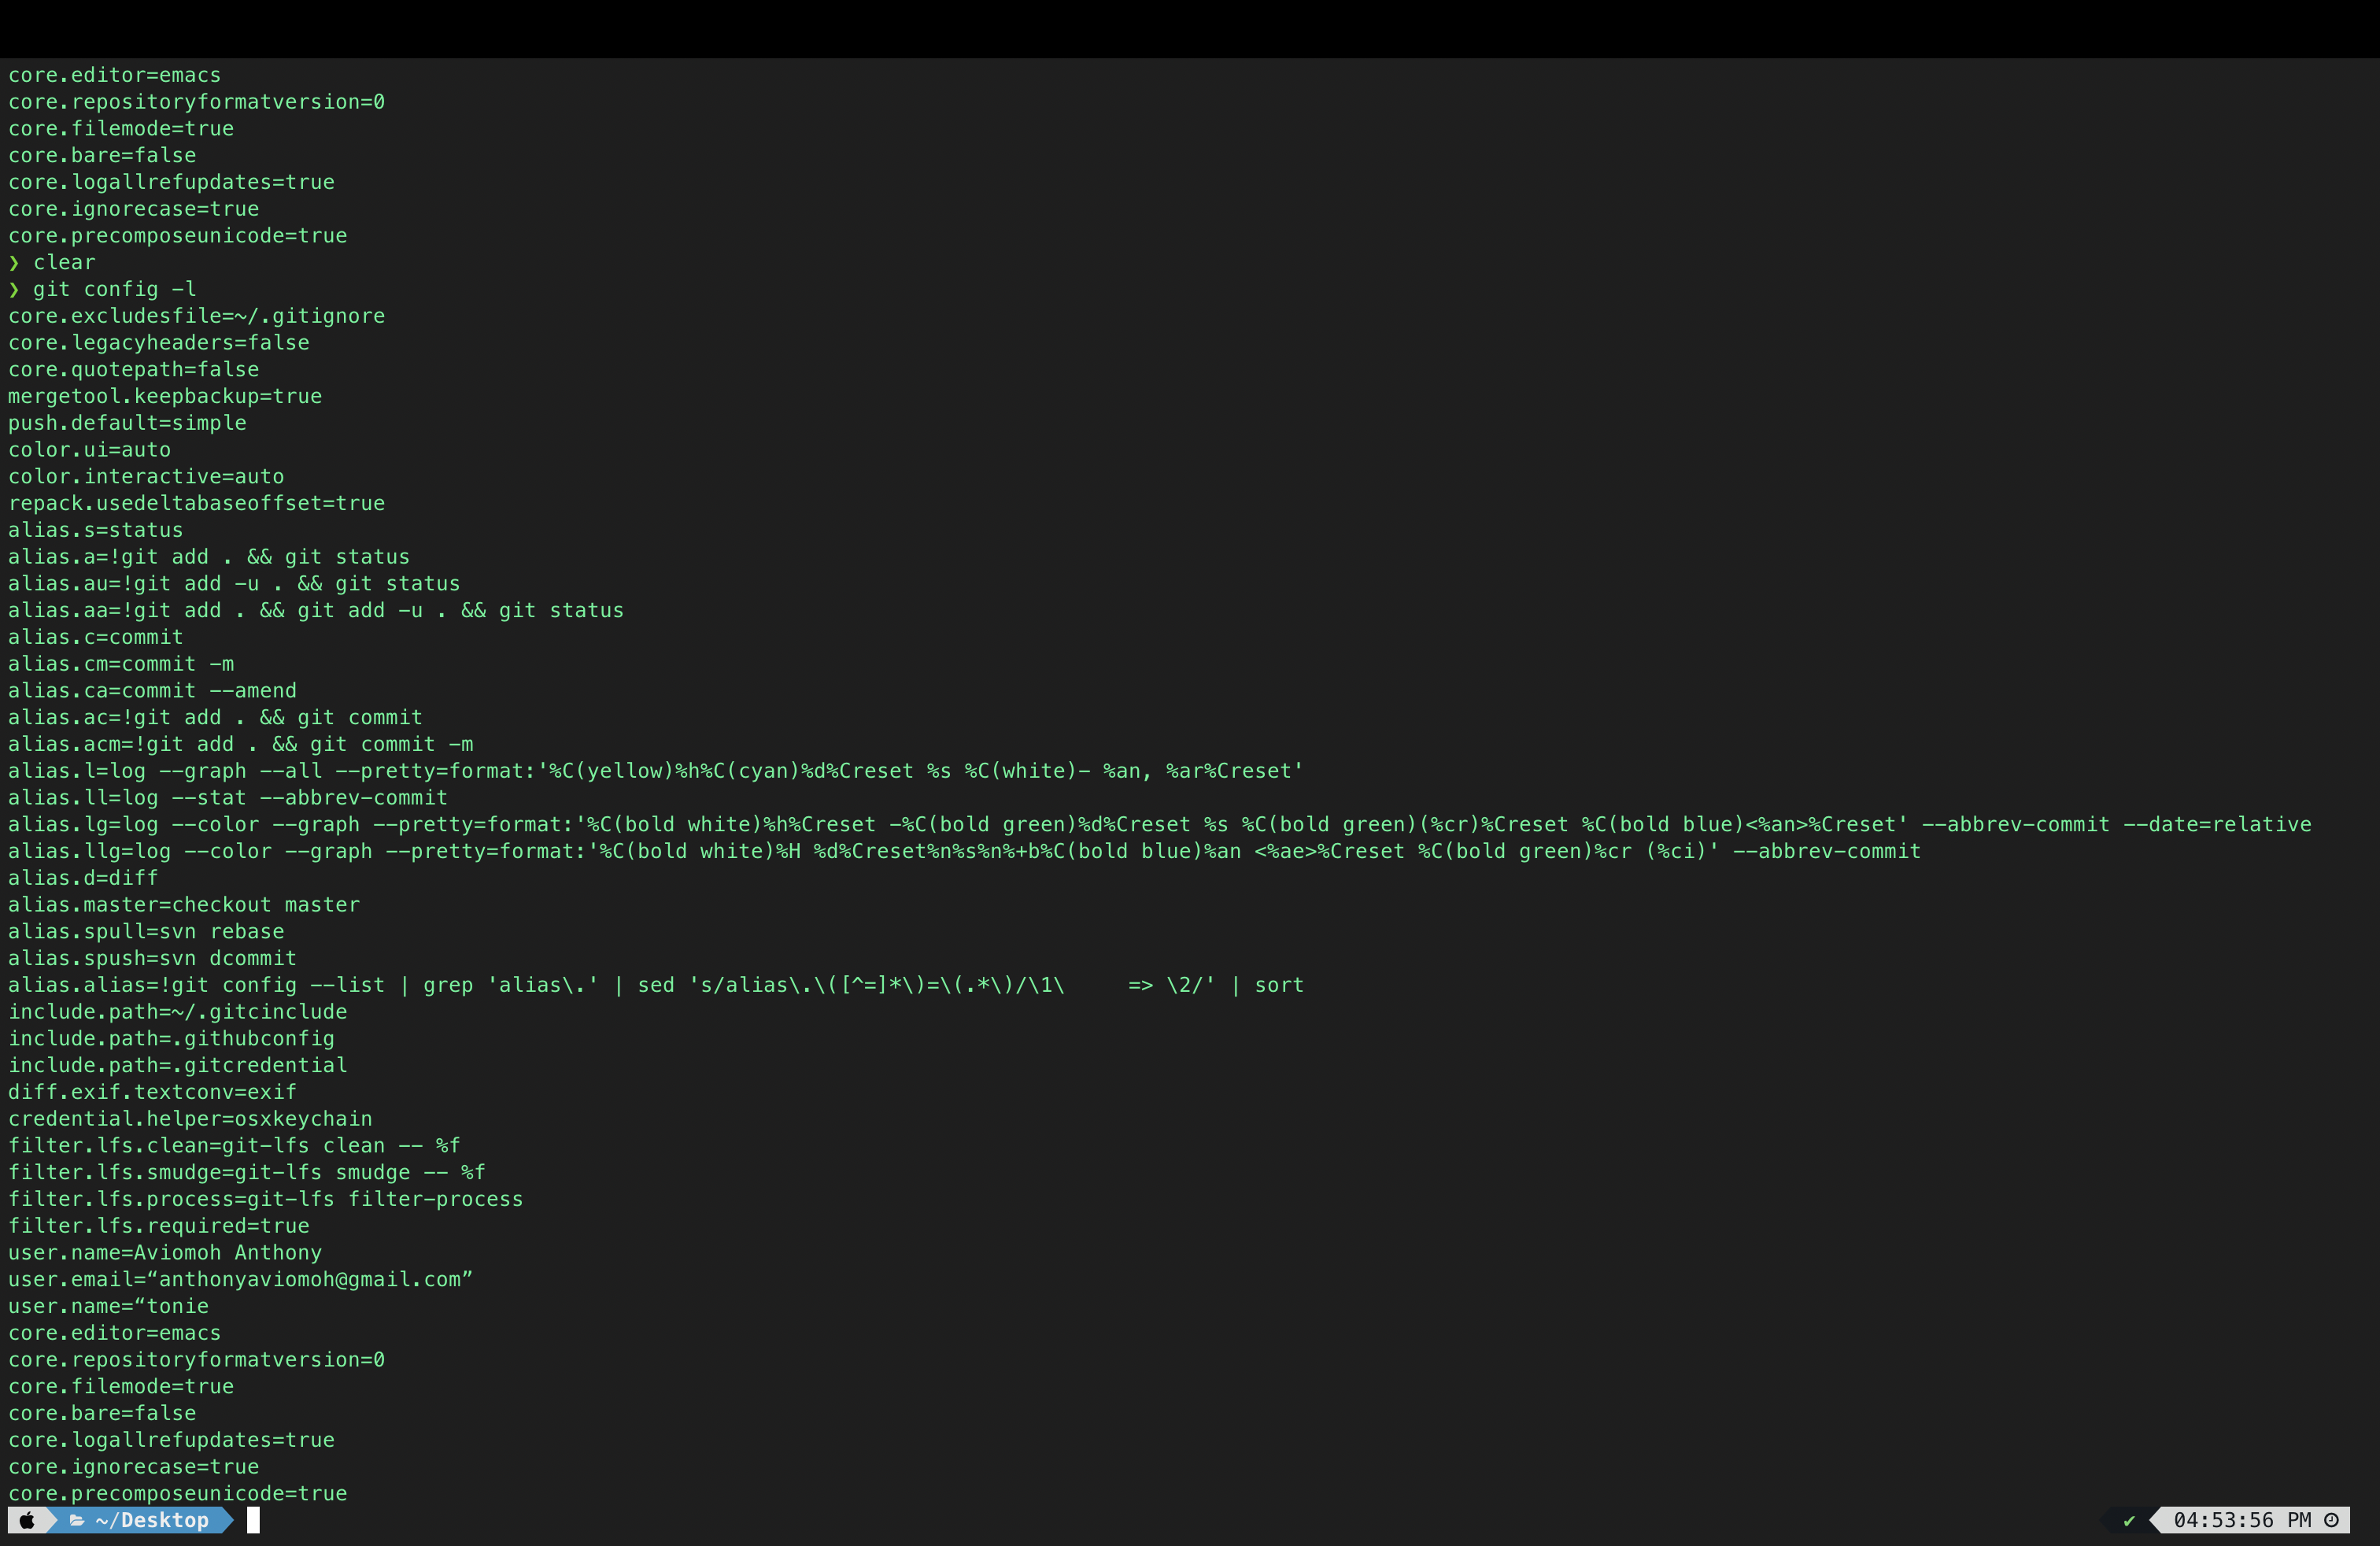 core.editor=emacs
core.repositoryformatversion=0
core.filemode=true
core.bare=false
core.logallrefupdates=true
core.ignorecase=true
core.precomposeunicode=true
❯ clear
❯ git config -l
core.excludesfile=~/.gitignore
core.legacyheaders=false
core.quotepath=false
mergetool.keepbackup=true
push.default=simple
color.ui=auto
color.interactive=auto
repack.usedeltabaseoffset=true
alias.s=status
alias.a=!git add . && git status
alias.au=!git add -u . && git status
alias.aa=!git add . && git add -u . && git status
alias.c=commit
alias.cm=commit -m
alias.ca=commit --amend
alias.ac=!git add . && git commit
alias.acm=!git add . && git commit -m
alias.l=log --graph --all --pretty=format:'%C(yellow)%h%C(cyan)%d%Creset %s %C(white)- %an, %ar%Creset'
alias.ll=log --stat --abbrev-commit
alias.lg=log --color --graph --pretty=format:'%C(bold white)%h%Creset -%C(bold green)%d%Creset %s %C(bold green)(%cr)%Creset %C(bold blue)<%an>%Creset' --abbrev-commit --date=relative
alias.llg=log --color --graph --pretty=format:'%C(bold white)%H %d%Creset%n%s%n%+b%C(bold blue)%an <%ae>%Creset %C(bold green)%cr (%ci)' --abbrev-commit
alias.d=diff
alias.master=checkout master
alias.spull=svn rebase
alias.spush=svn dcommit
alias.alias=!git config --list | grep 'alias\.' | sed 's/alias\.\([^=]*\)=\(.*\)/\1\     => \2/' | sort
include.path=~/.gitcinclude
include.path=.githubconfig
include.path=.gitcredential
diff.exif.textconv=exif
credential.helper=osxkeychain
filter.lfs.clean=git-lfs clean -- %f
filter.lfs.smudge=git-lfs smudge -- %f
filter.lfs.process=git-lfs filter-process
filter.lfs.required=true
user.name=Aviomoh Anthony
user.email=“anthonyaviomoh@gmail.com”
user.name=“tonie
core.editor=emacs
core.repositoryformatversion=0
core.filemode=true
core.bare=false
core.logallrefupdates=true
core.ignorecase=true
core.precomposeunicode=true
~/Desktop ✔ 04:53:56 PM